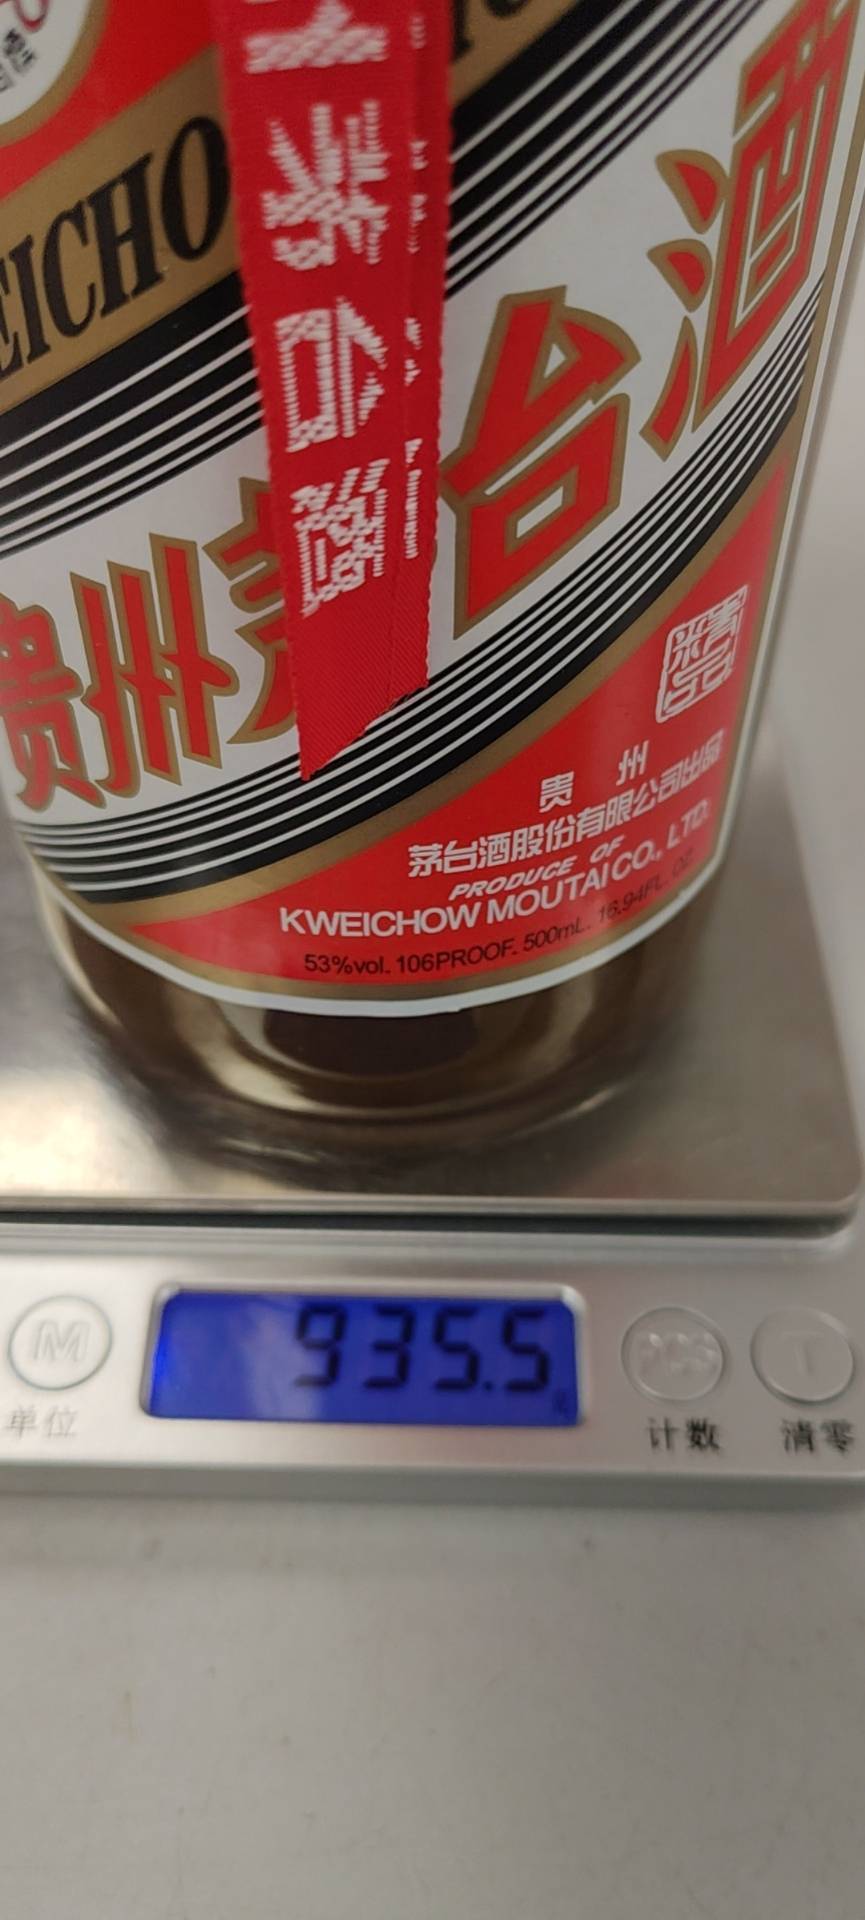 EICHO
茅台酒
贵州茅台酒
贵州
茅台酒股份有限公司出品
PRODUCE OF
KWEICHOW MOUTAI CO., LTD.
53%vol. 106PROOF. 500mL. 16.94FL. OZ.
935.5
M
PCS
T
单位
计数
清零